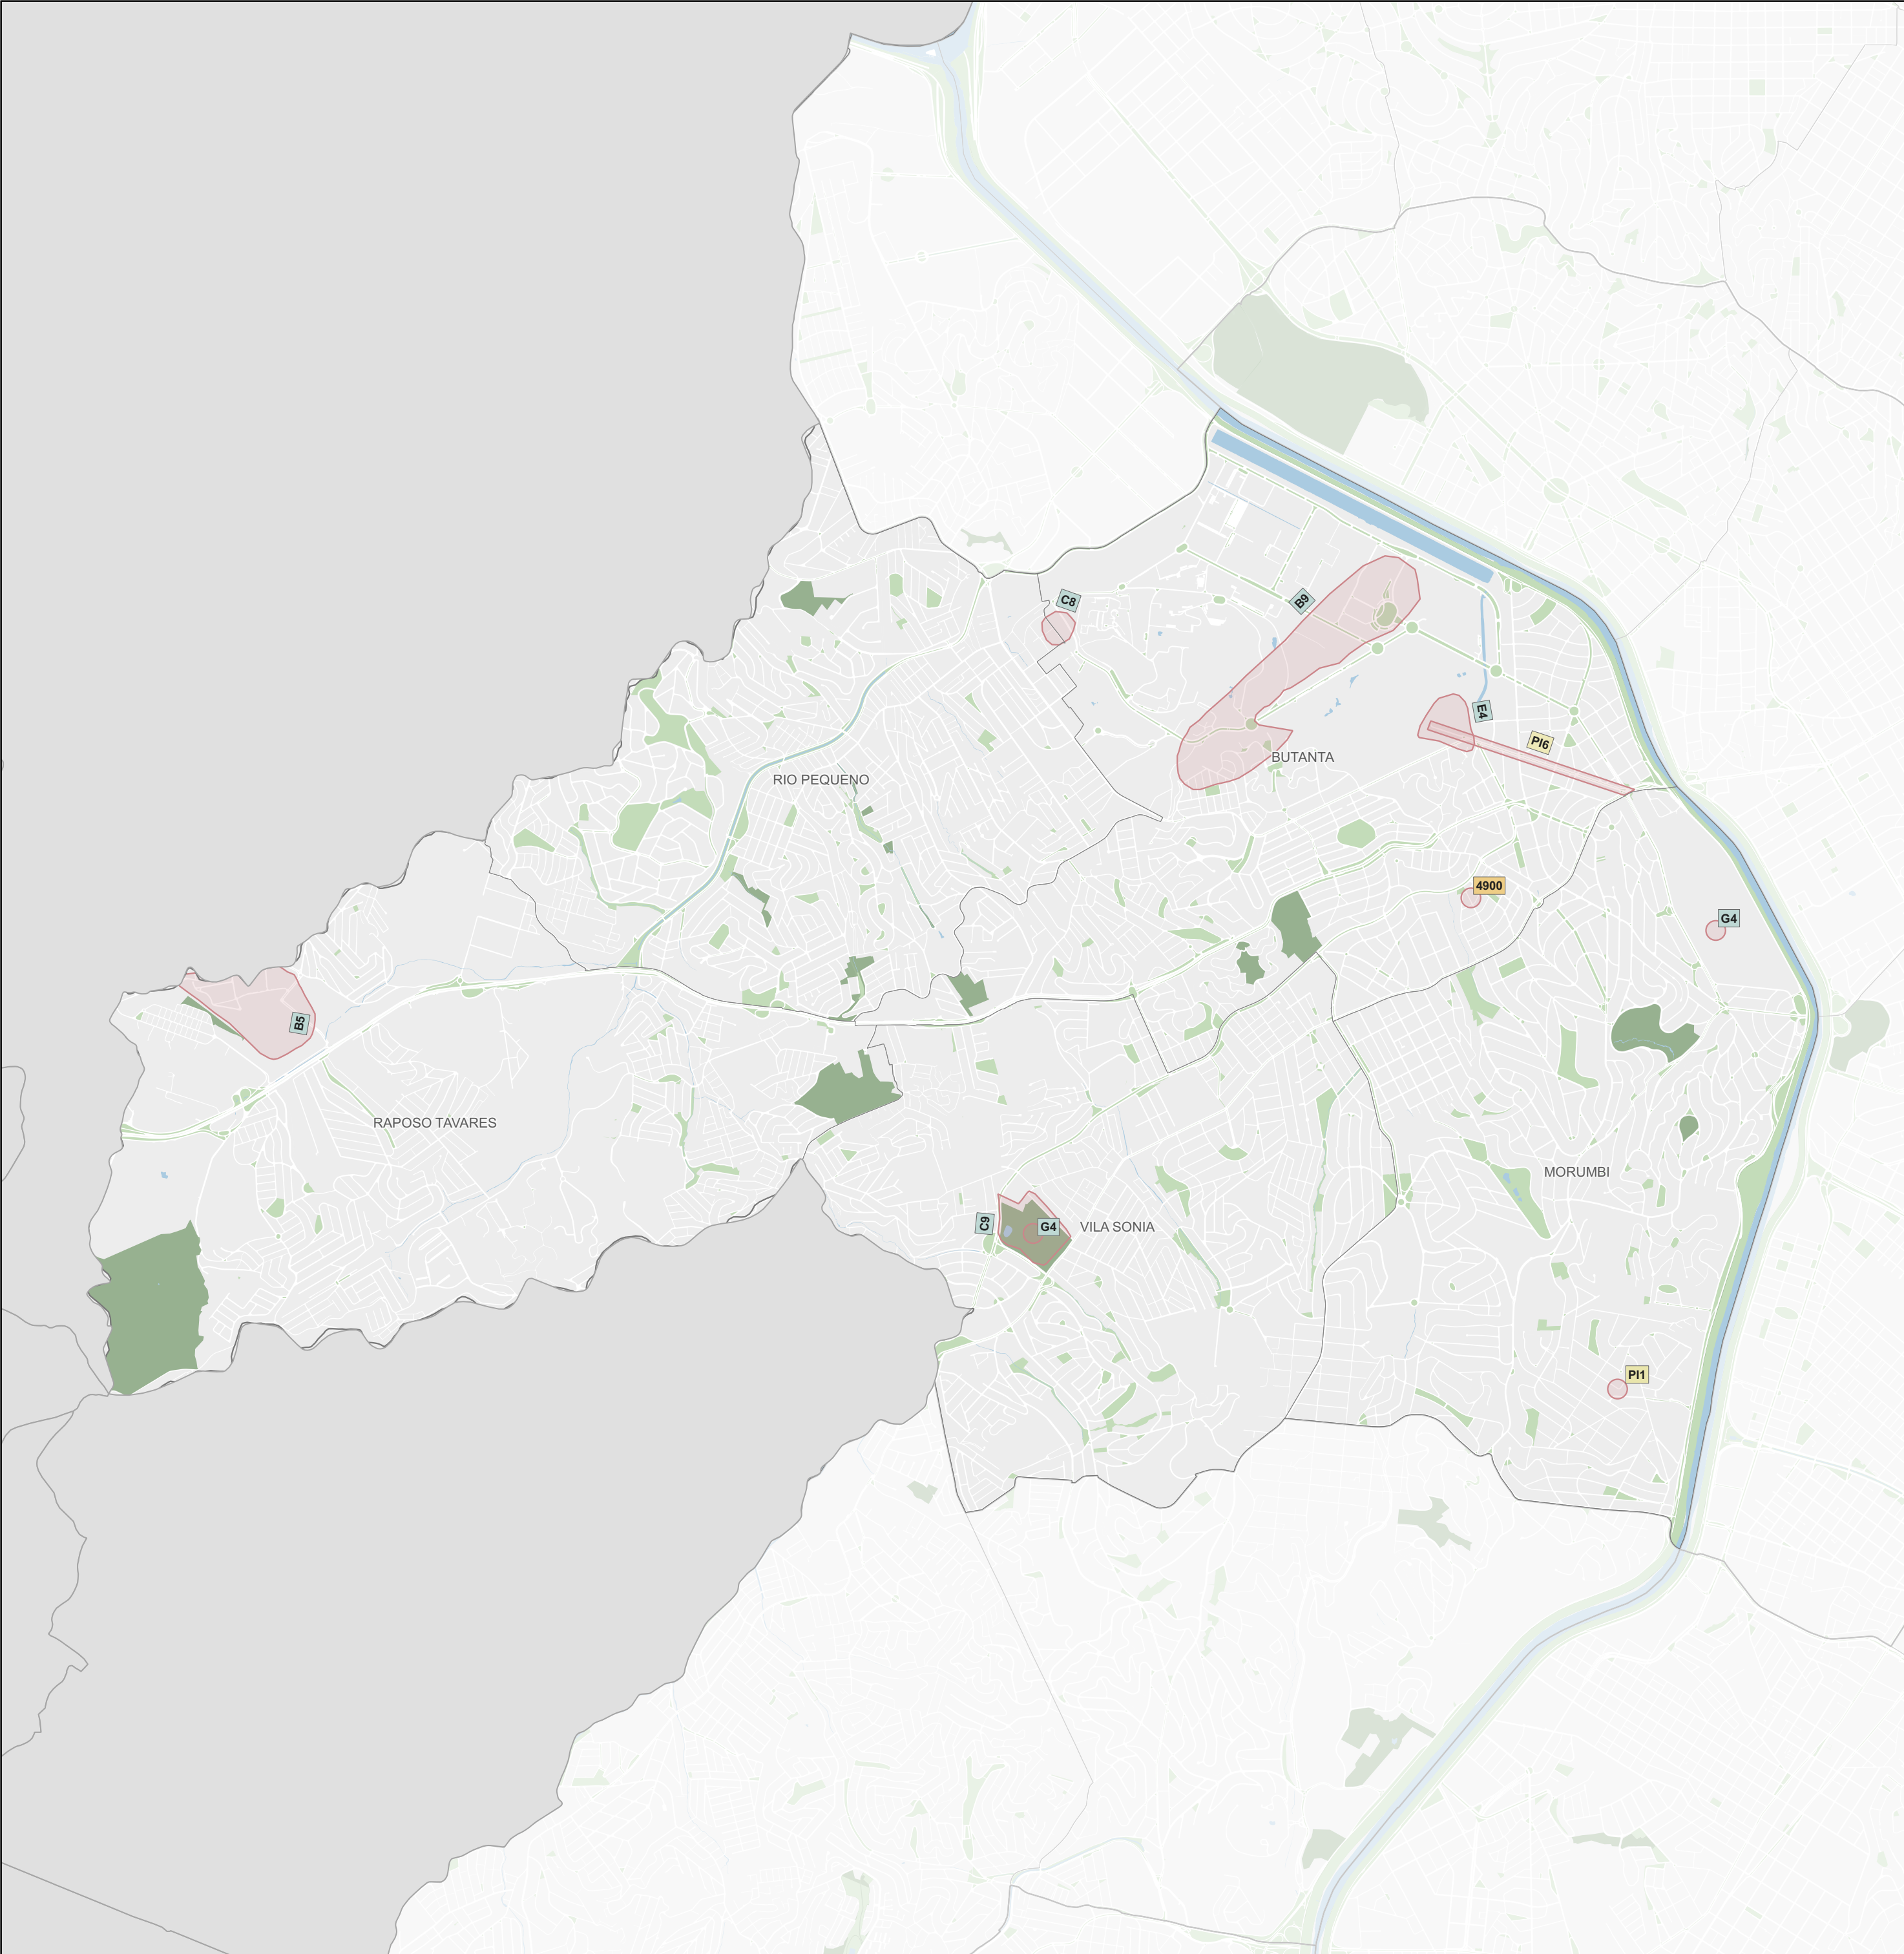 C8
B9
E4
PI6
BUTANTA
RIO PEQUENO
4900
G4
B5
RAPOSO TAVARES
MORUMBI
C9
G4
VILA SONIA
PI1